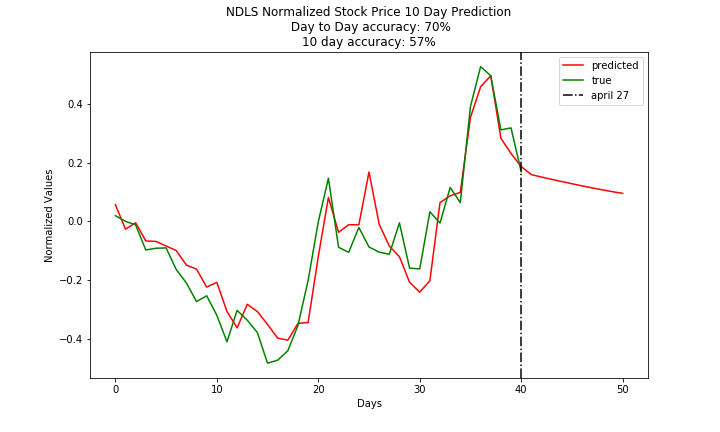 NDLS Normalized Stock Price 10 Day Prediction
Day to Day accuracy: 70%
10 day accuracy: 57%
predicted
true
april 27
Normalized Values
0.4
0.2
0.0
−0.2
−0.4
0
10
20
30
40
50
Days